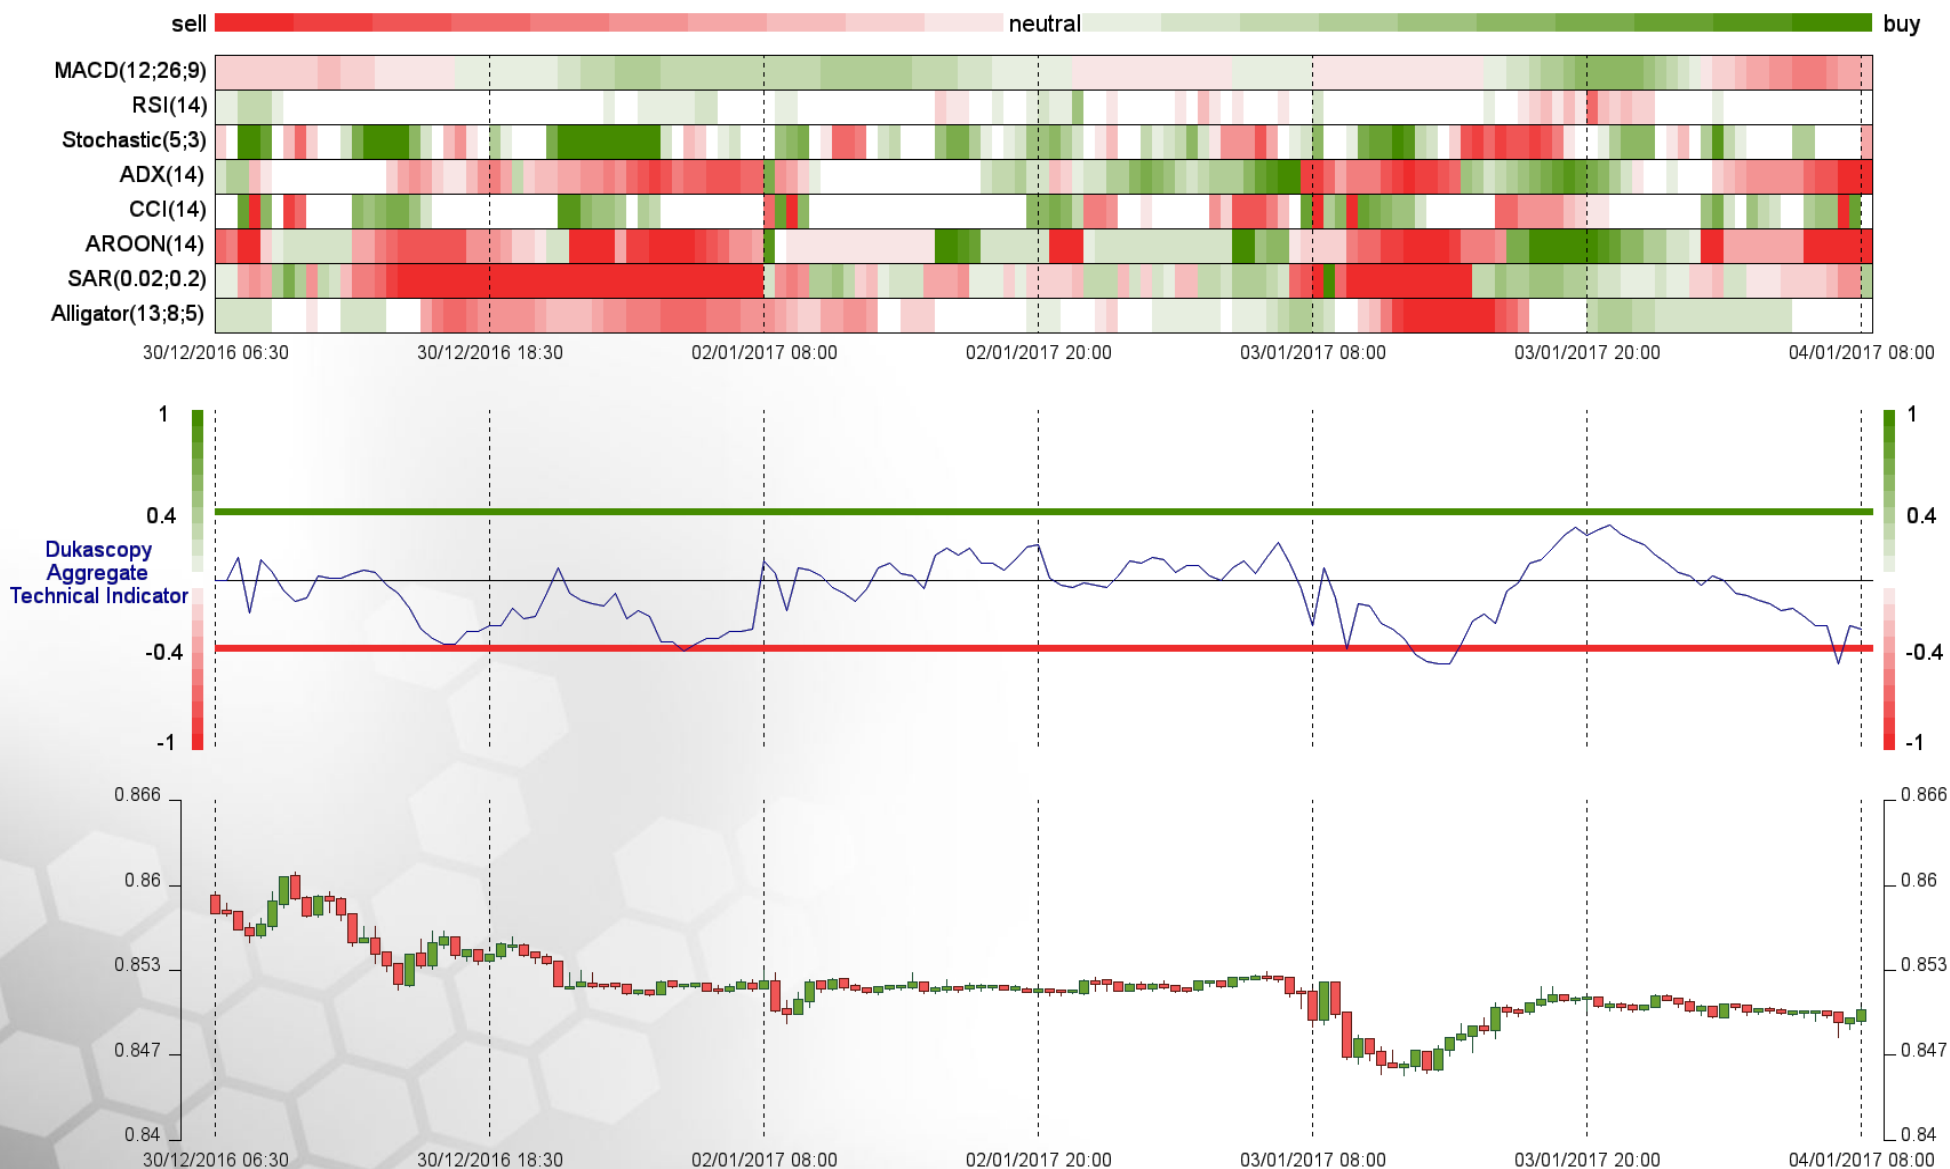 sell neutral buy
MACD(12;26;9)
RSI(14)
Stochastic(5;3)
ADX(14)
CCI(14)
AROON(14)
SAR(0.02;0.2)
Alligator(13;8;5)
30/12/2016 06:30 30/12/2016 18:30 02/01/2017 08:00 02/01/2017 20:00 03/01/2017 08:00 03/01/2017 20:00 04/01/2017 08:00
1 1
0.4 0.4
Dukascopy
Aggregate
Technical Indicator
-0.4 -0.4
-1 -1
0.866 0.866
0.86 0.86
0.853 0.853
0.847 0.847
0.84 0.84
30/12/2016 06:30 30/12/2016 18:30 02/01/2017 08:00 02/01/2017 20:00 03/01/2017 08:00 03/01/2017 20:00 04/01/2017 08:00